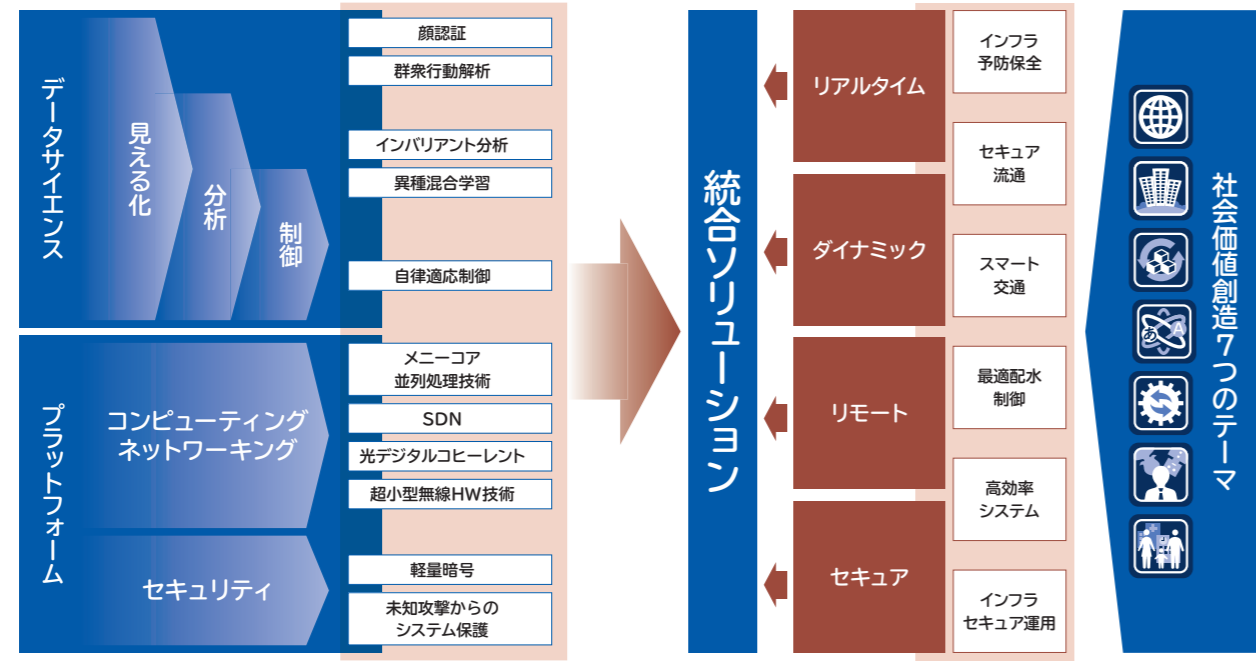 データサイエンス
見える化
分析
制御
顔認証
群衆行動解析
インバリアント分析
異種混合学習
自律適応制御
プラットフォーム
コンピューティング
ネットワーキング
メニーコア
並列処理技術
SDN
光デジタルコヒーレント
超小型無線HW技術
セキュリティ
軽量暗号
未知攻撃からの
システム保護
統合ソリューション
リアルタイム
ダイナミック
リモート
セキュア
インフラ
予防保全
セキュア
流通
スマート
交通
最適配水
制御
高効率
システム
インフラ
セキュア運用
あ
A
社会価値創造7つのテーマ